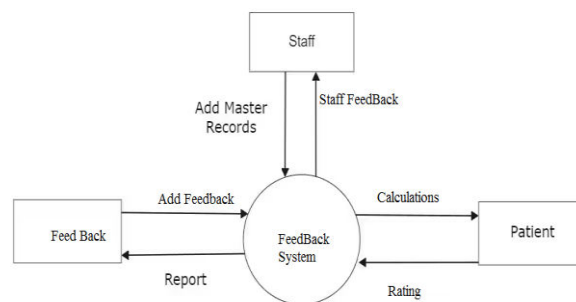 Staff
Add Master
Records
Staff FeedBack
Add Feedback
Calculations
Feed Back
FeedBack
System
Patient
Report
Rating